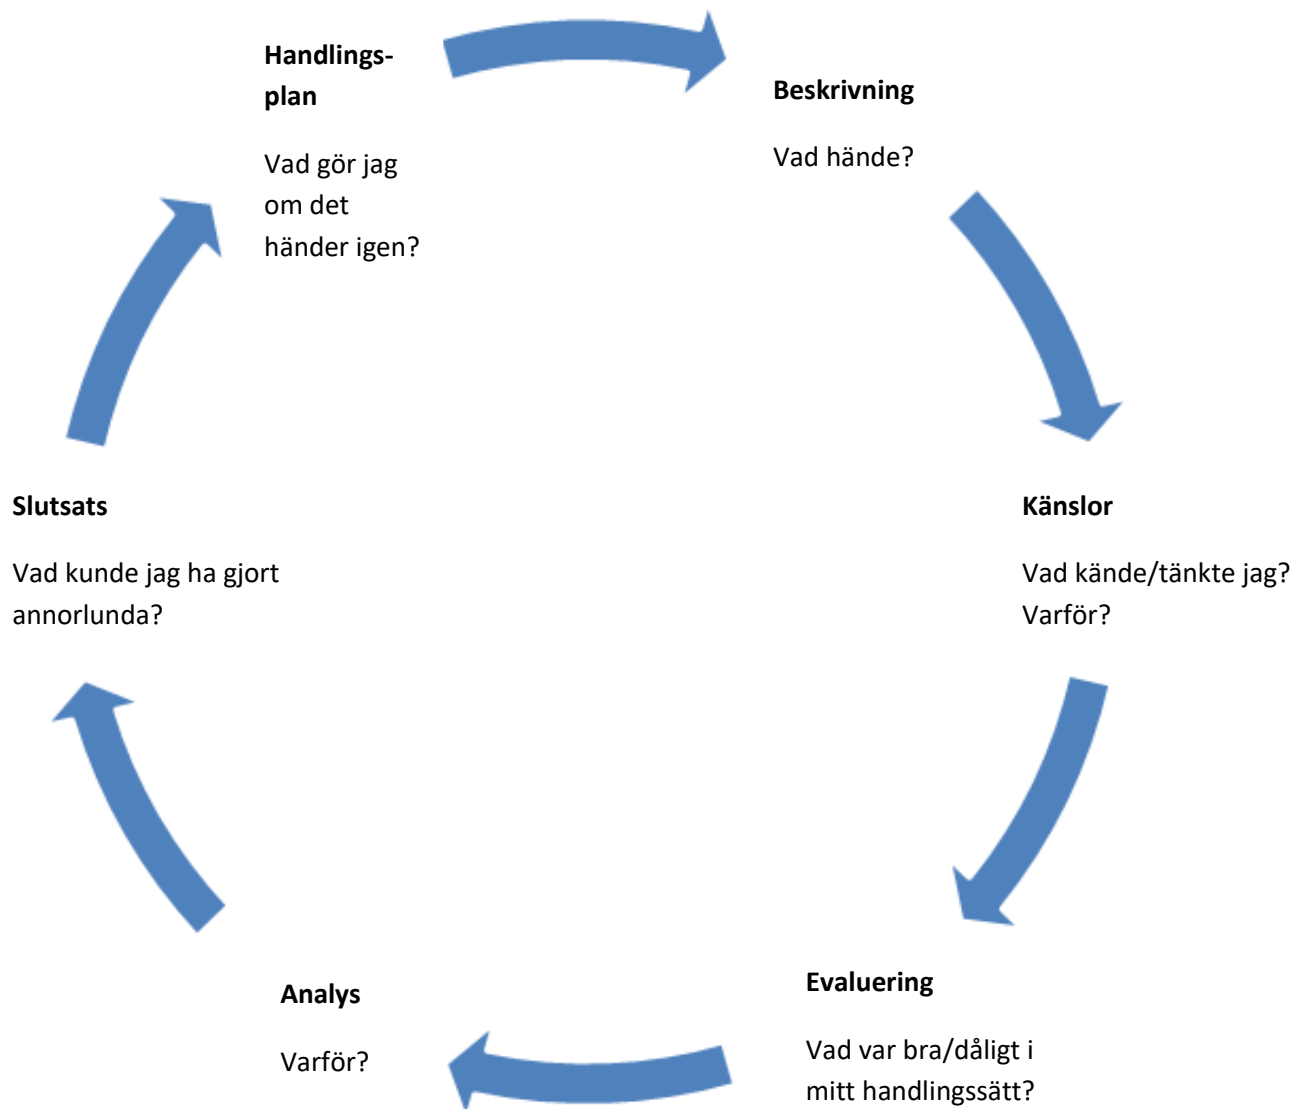 Handlings-
plan
Vad gör jag
om det
händer igen?
Beskrivning
Vad hände?
Känslor
Vad kände/tänkte jag?
Varför?
Evaluering
Vad var bra/dåligt i
mitt handlingssätt?
Analys
Varför?
Slutsats
Vad kunde jag ha gjort
annorlunda?